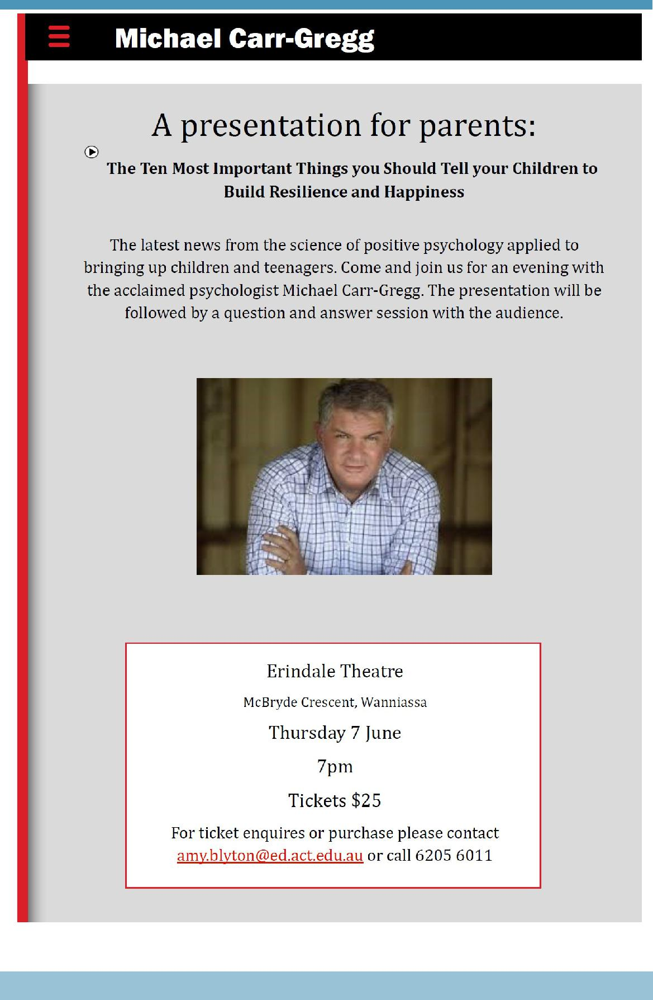 Michael Carr-Gregg
A presentation for parents:
The Ten Most Important Things you Should Tell your Children to
Build Resilience and Happiness
The latest news from the science of positive psychology applied to
bringing up children and teenagers. Come and join us for an evening with
the acclaimed psychologist Michael Carr-Gregg. The presentation will be
followed by a question and answer session with the audience.
Erindale Theatre
McBryde Crescent, Wanniassa
Thursday 7 June
7pm
Tickets $25
For ticket enquires or purchase please contact
amy.blyton@ed.act.edu.au or call 6205 6011